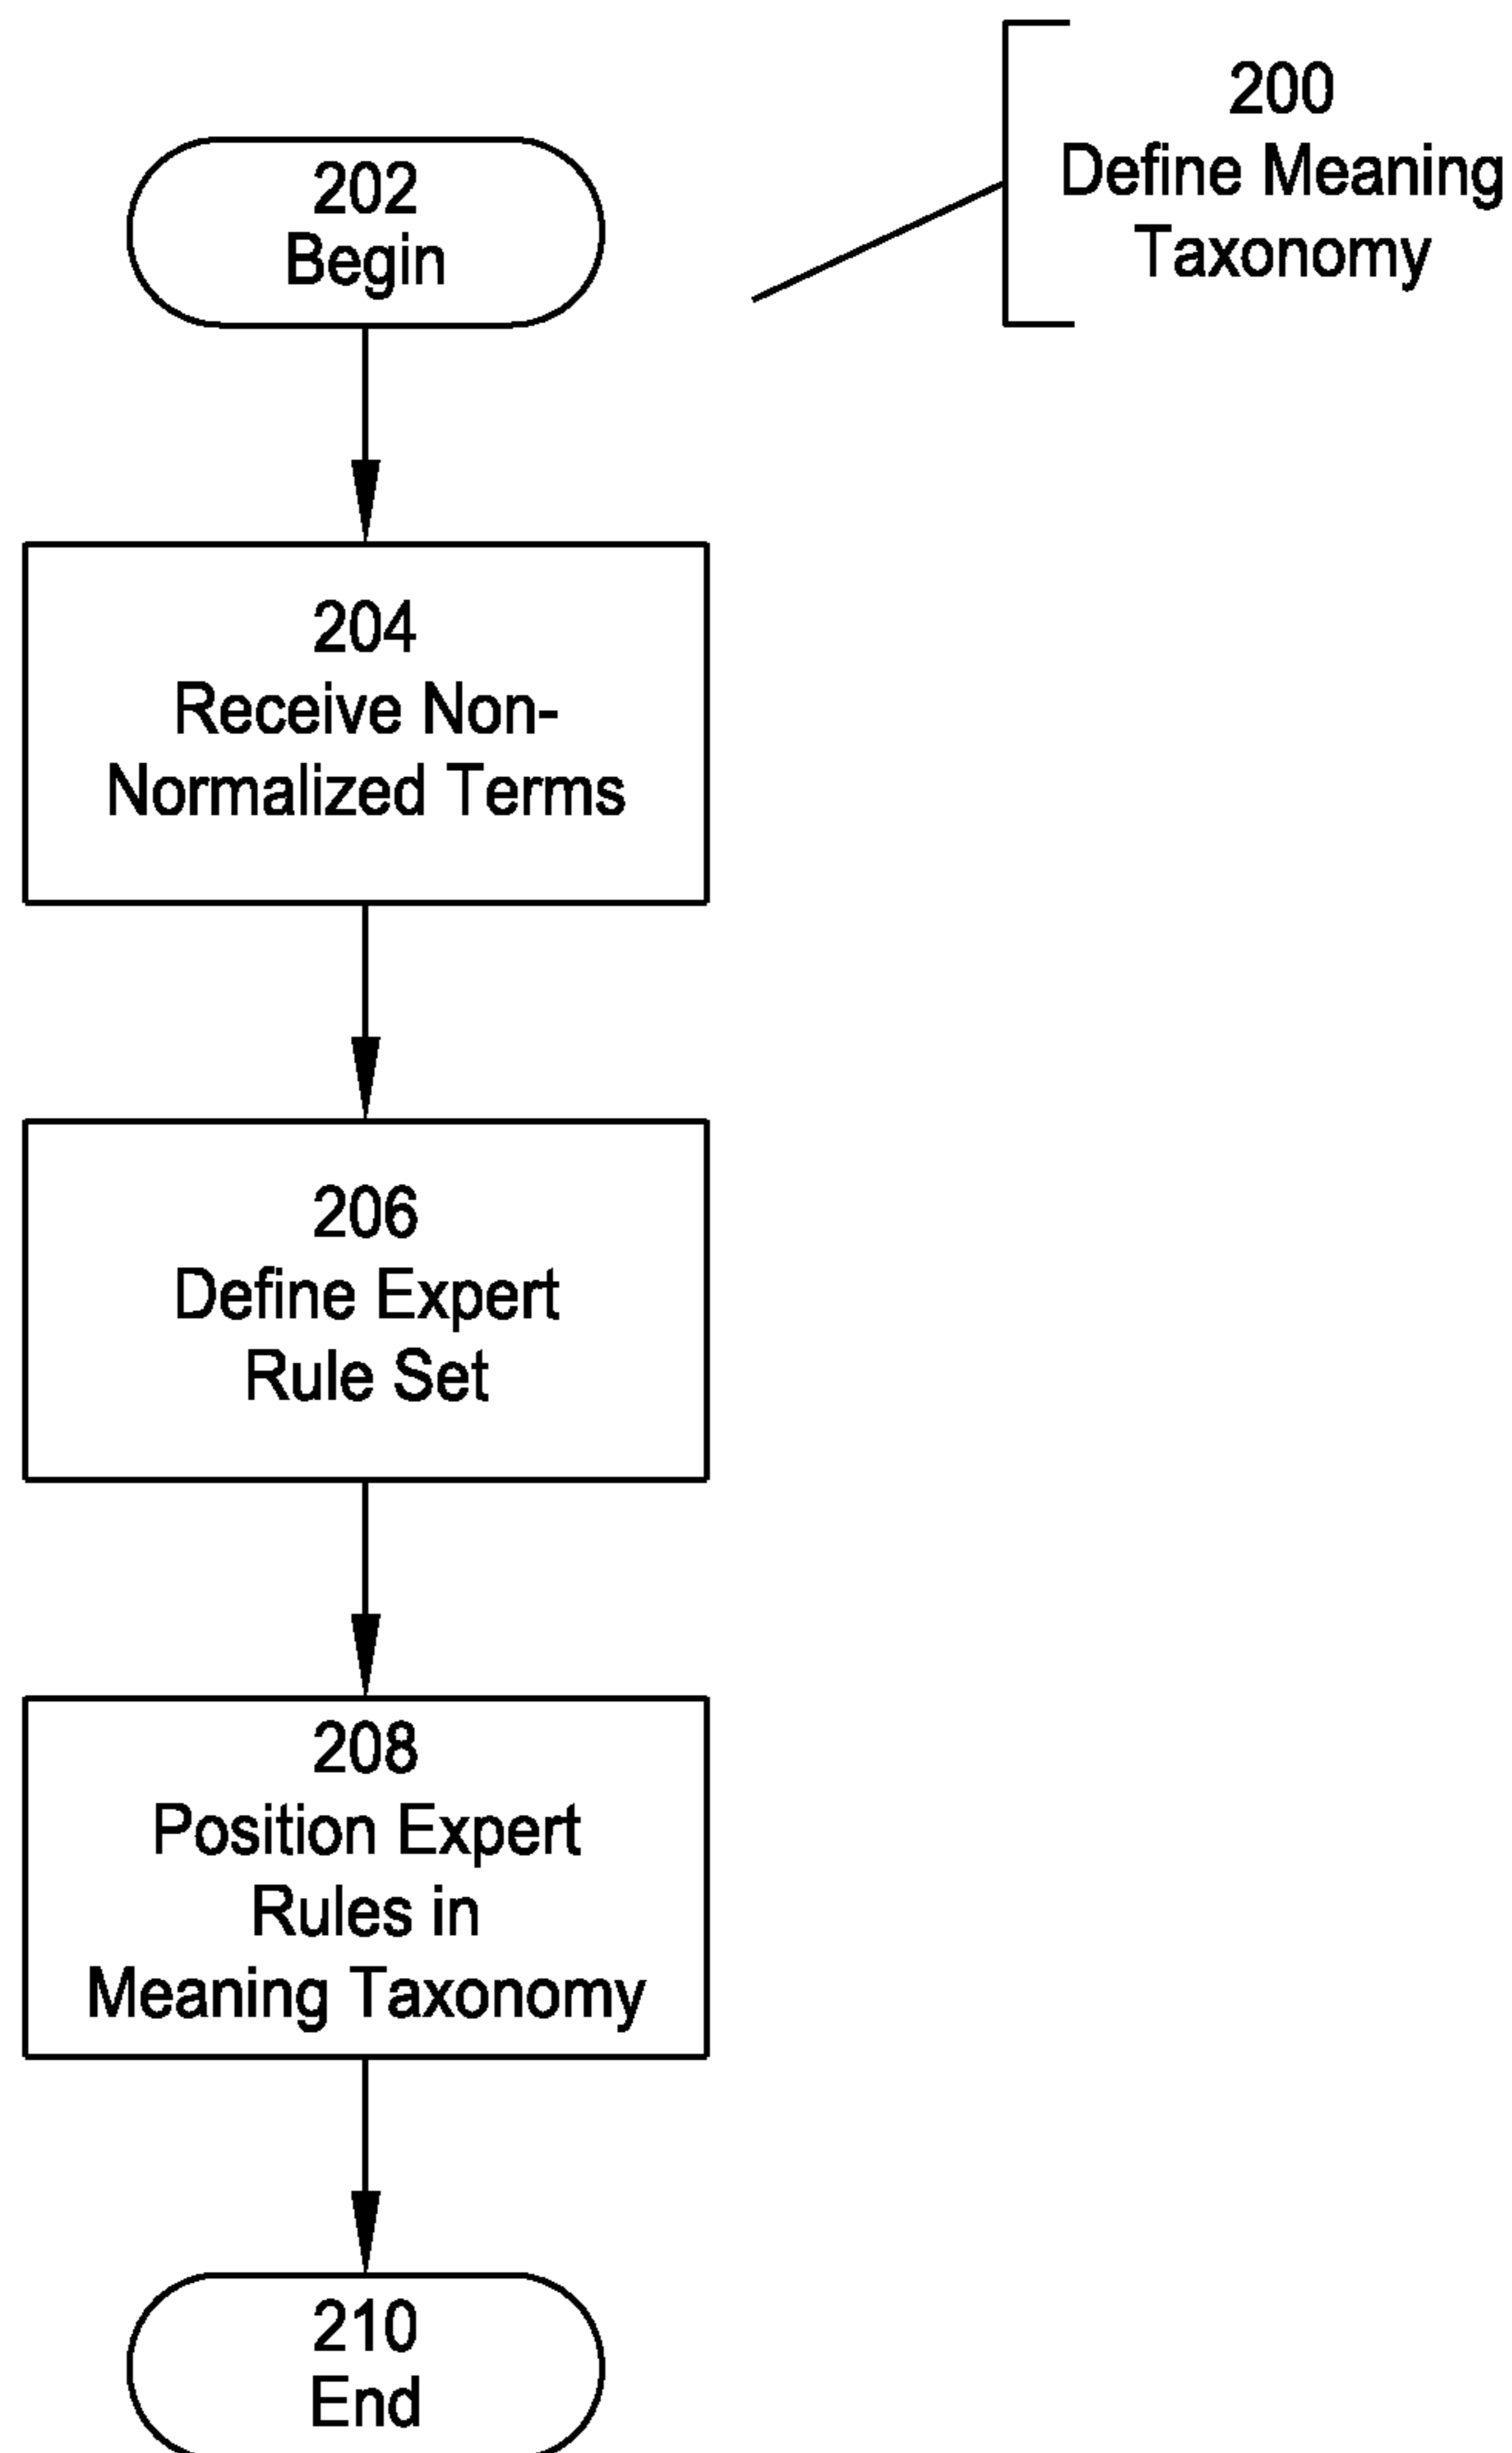 200
Define Meaning
Taxonomy
202
Begin
204
Receive Non-
Normalized Terms
206
Define Expert
Rule Set
208
Position Expert
Rules in
Meaning Taxonomy
210
End